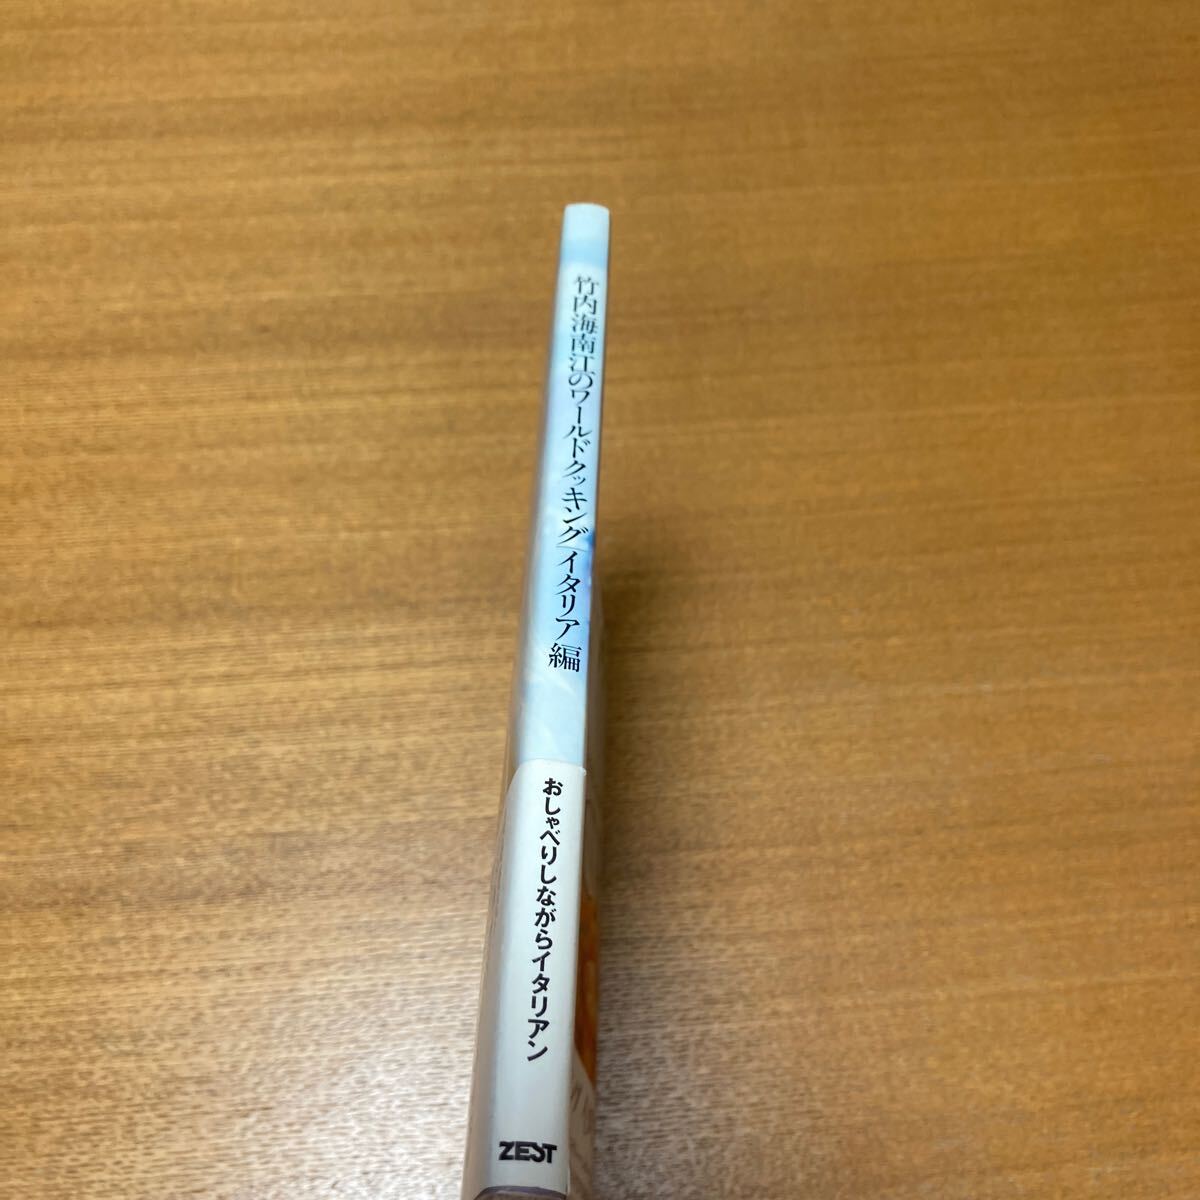 竹内海南江のワールドクッキング/イタリア編
おしゃべりしながらイタリアン
ZEST